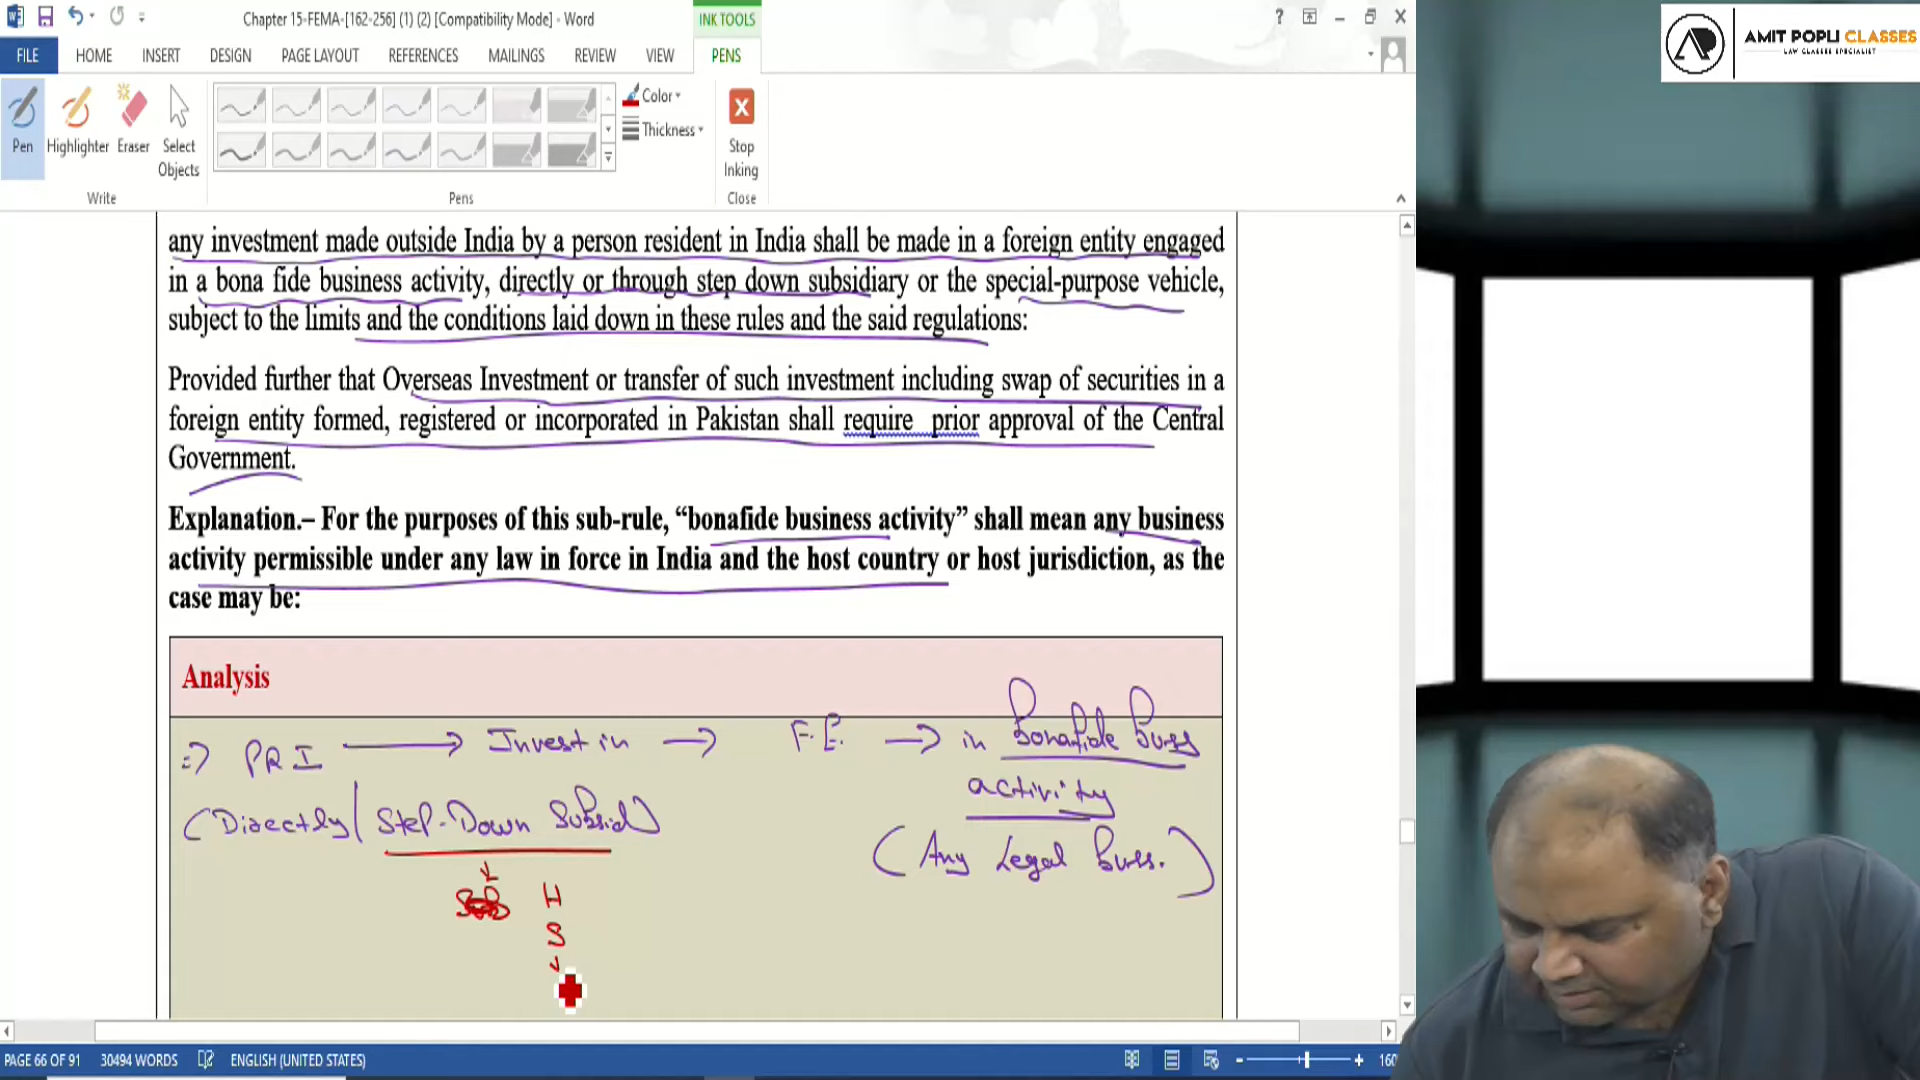 Chapter 15-FEMA-[162-256] (1) (2) [Compatibility Mode] - Word
INK TOOLS
FILE HOME INSERT DESIGN PAGE LAYOUT REFERENCES MAILINGS REVIEW VIEW PENS
Pen Highlighter Eraser Select Objects
Color
Thickness
Stop Inking
Write Pens Close
AMIT POPLI CLASSES
LAW CLASSES SPECIALIST
any investment made outside India by a person resident in India shall be made in a foreign entity engaged
in a bona fide business activity, directly or through step down subsidiary or the special-purpose vehicle,
subject to the limits and the conditions laid down in these rules and the said regulations:
Provided further that Overseas Investment or transfer of such investment including swap of securities in a
foreign entity formed, registered or incorporated in Pakistan shall require prior approval of the Central
Government.
Explanation.– For the purposes of this sub-rule, “bonafide business activity” shall mean any business
activity permissible under any law in force in India and the host country or host jurisdiction, as the
case may be:
Analysis
⇒ PRI → Invest in → F.E. → in Bonafide Buss
activity
(Directly / Step-Down Subsid)
(Any Legal Buss.)
H
S
PAGE 66 OF 91 30494 WORDS ENGLISH (UNITED STATES) 160